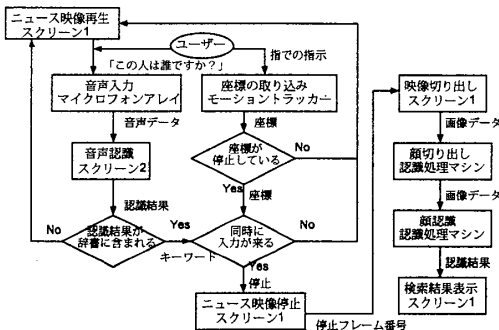 ニュース映像再生
スクリーン1
ユーザー
「この人は誰ですか？」
指での指示
音声入力
マイクロフォンアレイ
座標の取り込み
モーショントラッカー
映像切り出し
スクリーン1
音声データ
座標
画像データ
音声認識
スクリーン2
座標が
停止している
No
顔切り出し
認識処理マシン
Yes
座標
画像データ
認識結果
No
認識結果が
辞書に含まれる
Yes
キーワード
同時に
入力が来る
No
顔認識
認識処理マシン
Yes
停止
認識結果
ニュース映像停止
スクリーン1
検索結果表示
スクリーン1
停止フレーム番号